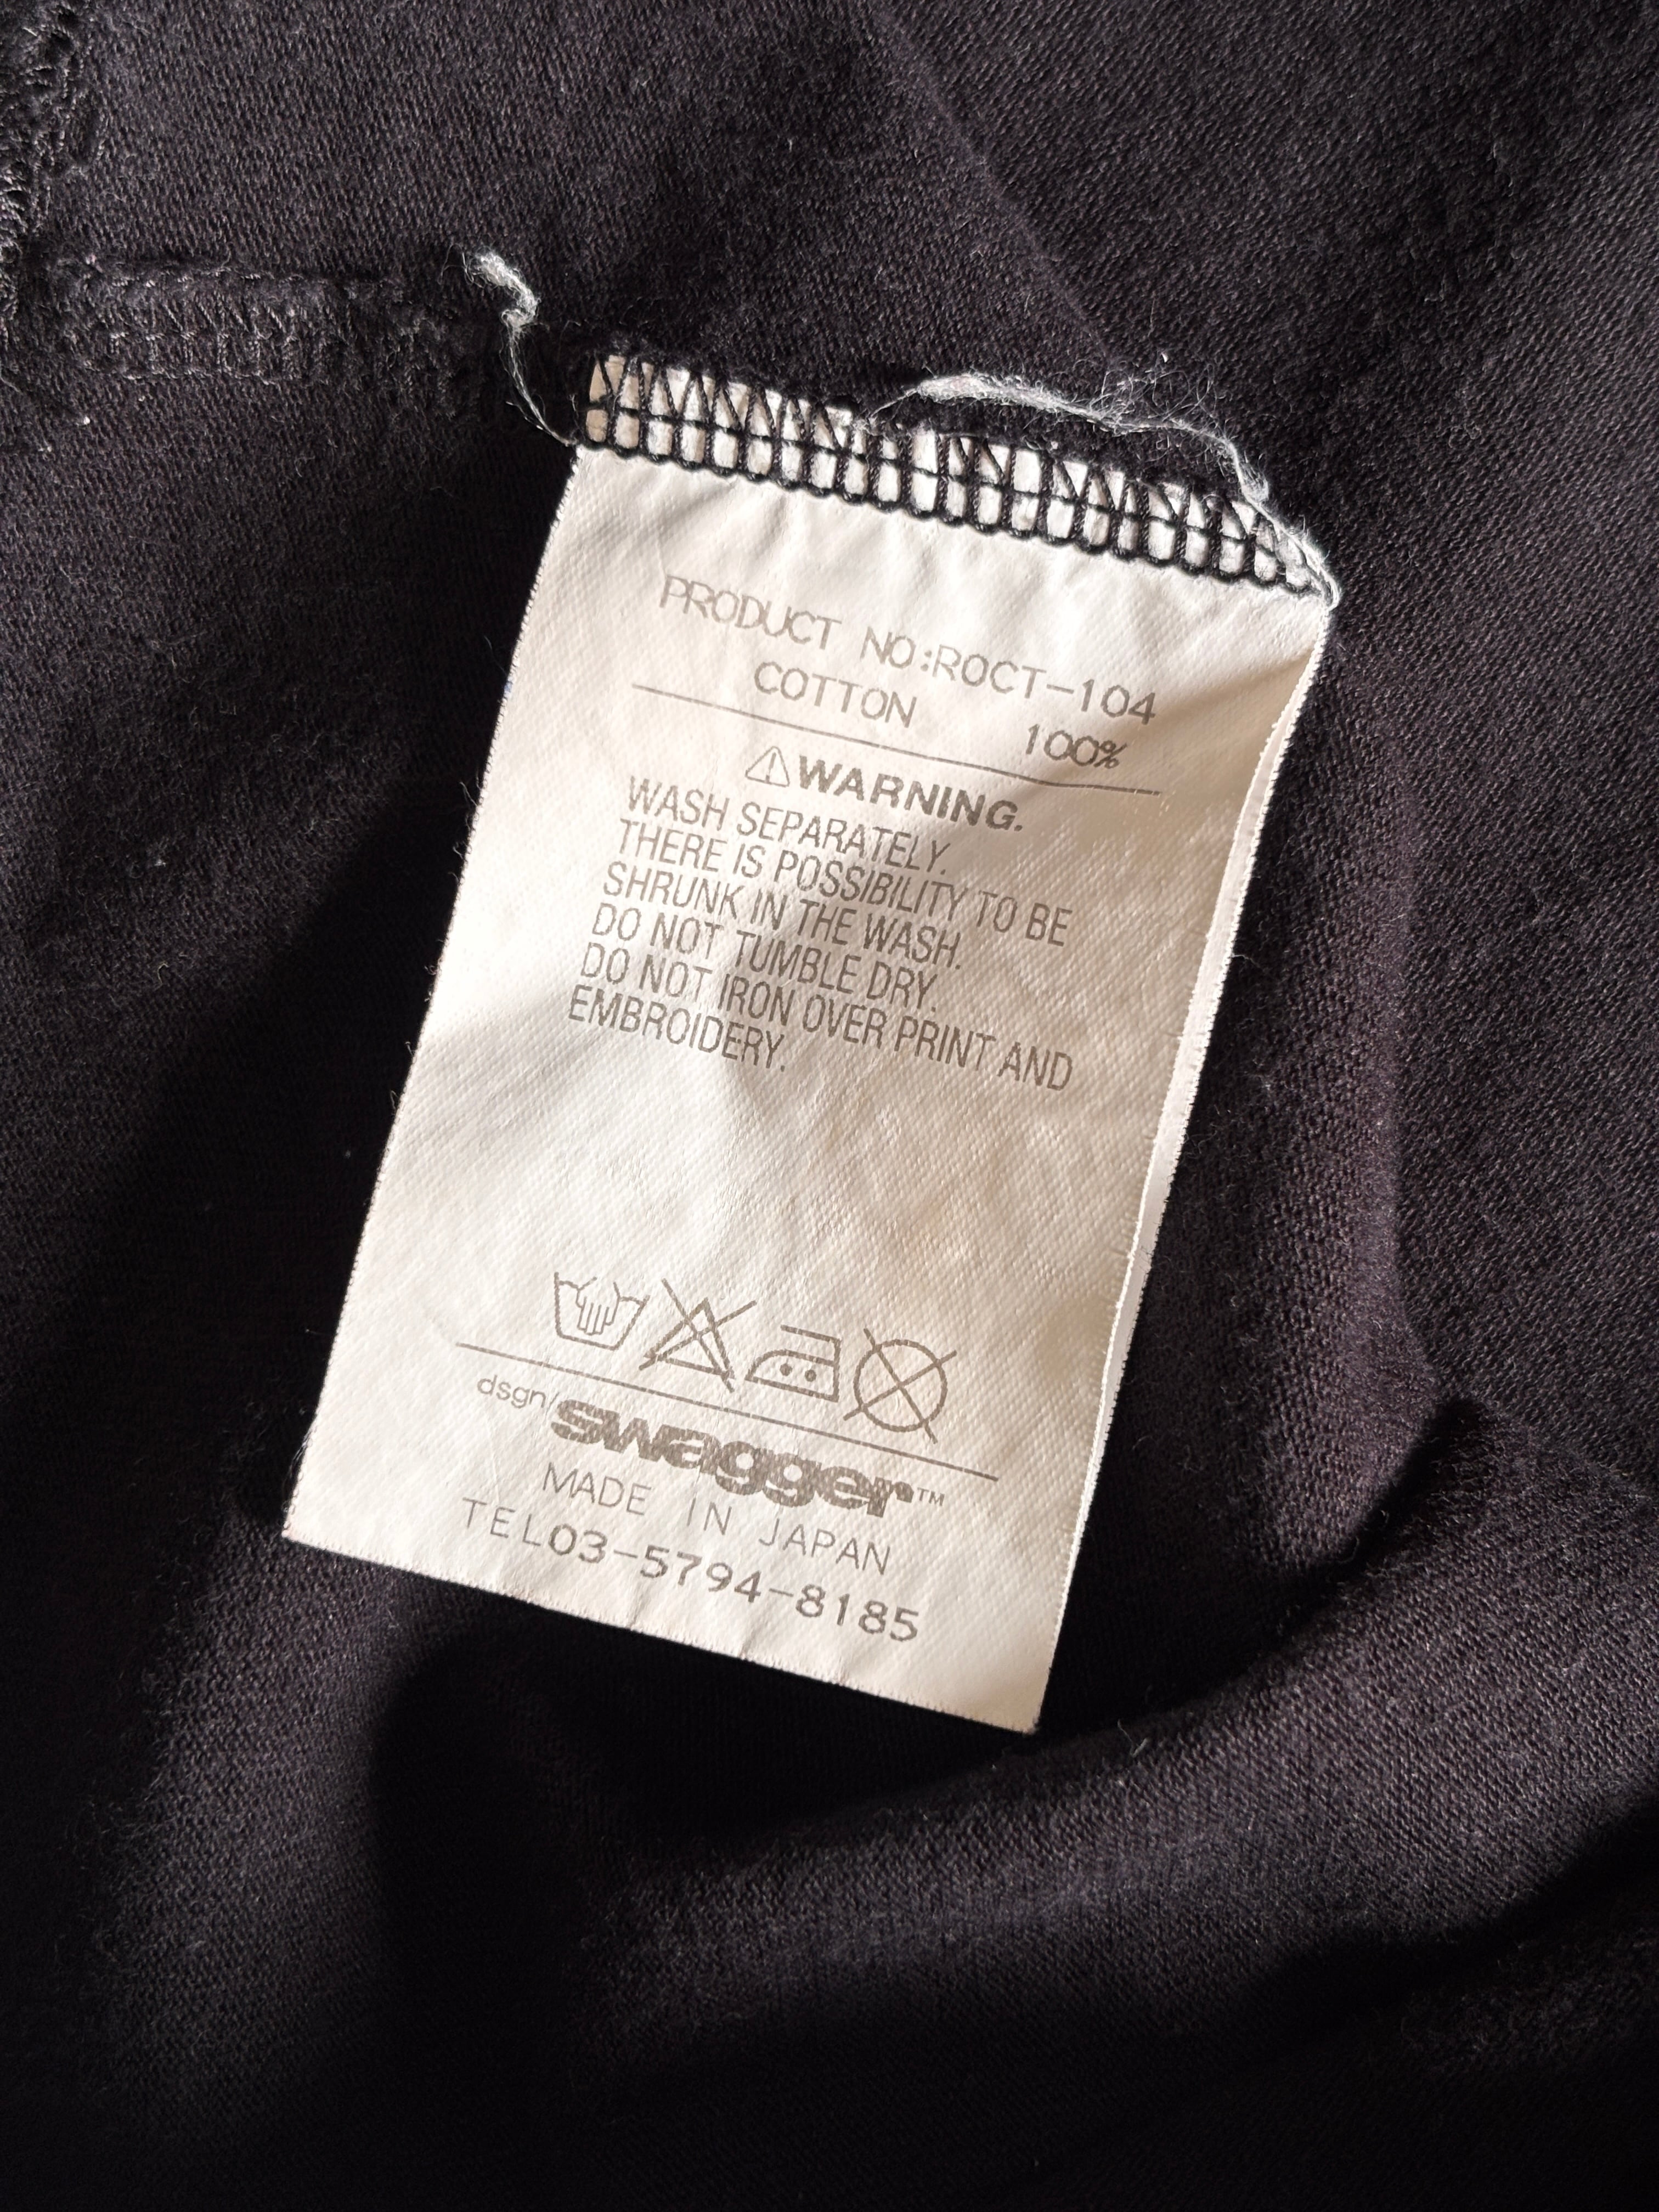 PRODUCT NO:ROCT-104
COTTON 100%
WARNING.
WASH SEPARATELY.
THERE IS POSSIBILITY TO BE
SHRUNK IN THE WASH.
DO NOT TUMBLE DRY.
DO NOT IRON OVER PRINT AND
EMBROIDERY.
dsgn/swagger™
MADE IN JAPAN
TEL03-5794-8185